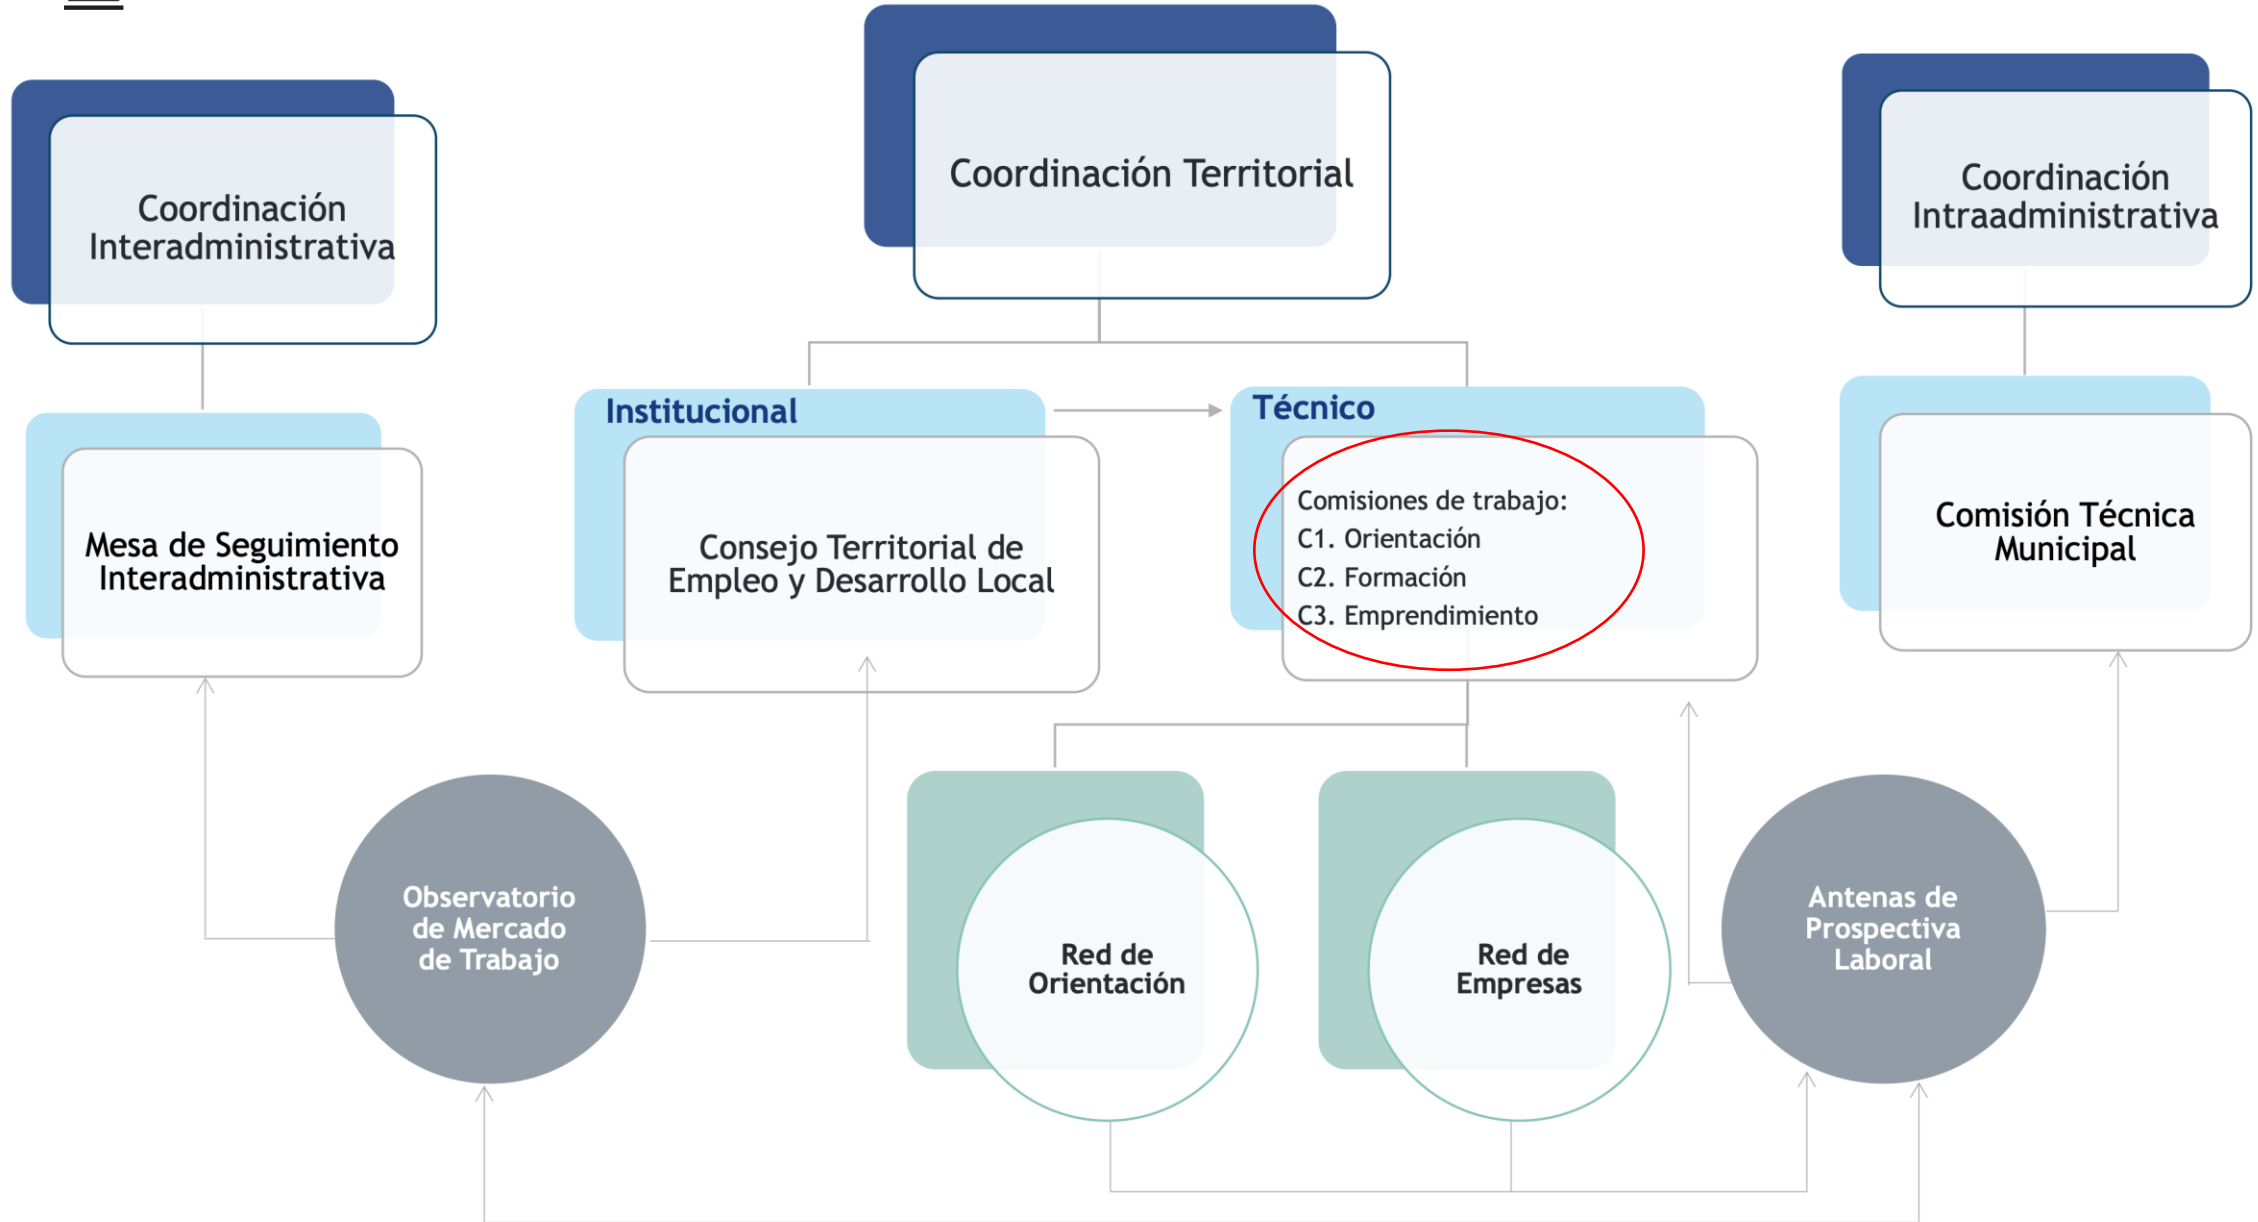 Coordinación Territorial
Coordinación
Interadministrativa
Coordinación
Intraadministrativa
Institucional
Técnico
Mesa de Seguimiento
Interadministrativa
Consejo Territorial de
Empleo y Desarrollo Local
Comisiones de trabajo:
C1. Orientación
C2. Formación
C3. Emprendimiento
Comisión Técnica
Municipal
Observatorio
de Mercado
de Trabajo
Red de
Orientación
Red de
Empresas
Antenas de
Prospectiva
Laboral